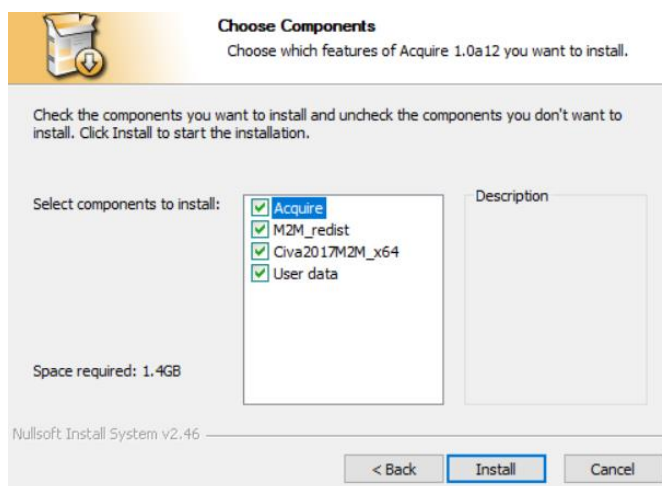 Choose Components
Choose which features of Acquire 1.0a12 you want to install.
Check the components you want to install and uncheck the components you don't want to
install. Click Install to start the installation.
Select components to install:
Acquire
M2M_redist
Civa2017M2M_x64
User data
Description
Space required: 1.4GB
Nullsoft Install System v2.46
< Back
Install
Cancel